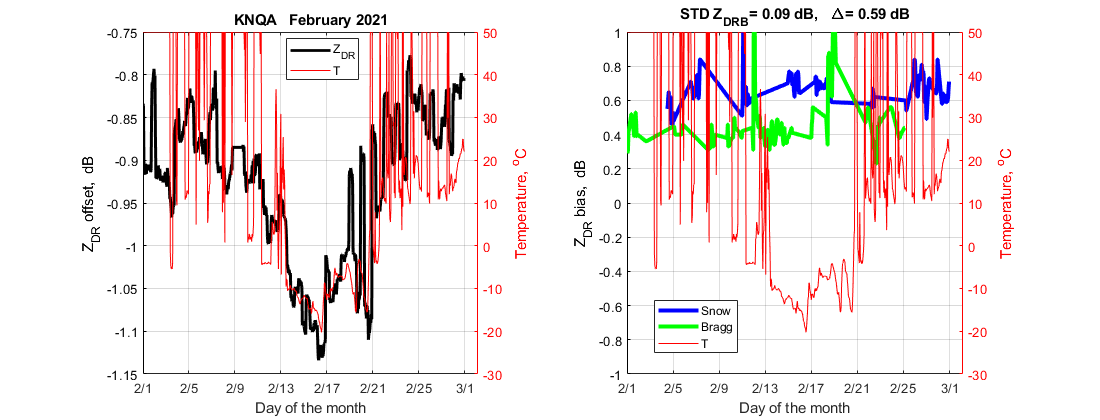 KNQA February 2021
-0.75
-0.8
-0.85
-0.9
-0.95
-1
-1.05
-1.1
-1.15
Z_DR offset, dB
Z_DR
T
50
40
30
20
10
0
-10
-20
-30
Temperature, °C
2/1 2/5 2/9 2/13 2/17 2/21 2/25 3/1
Day of the month
STD Z_DRB = 0.09 dB, Δ= 0.59 dB
1
0.8
0.6
0.4
0.2
0
-0.2
-0.4
-0.6
-0.8
-1
Z_DR bias, dB
Snow
Bragg
T
50
40
30
20
10
0
-10
-20
-30
Temperature, °C
2/1 2/5 2/9 2/13 2/17 2/21 2/25 3/1
Day of the month